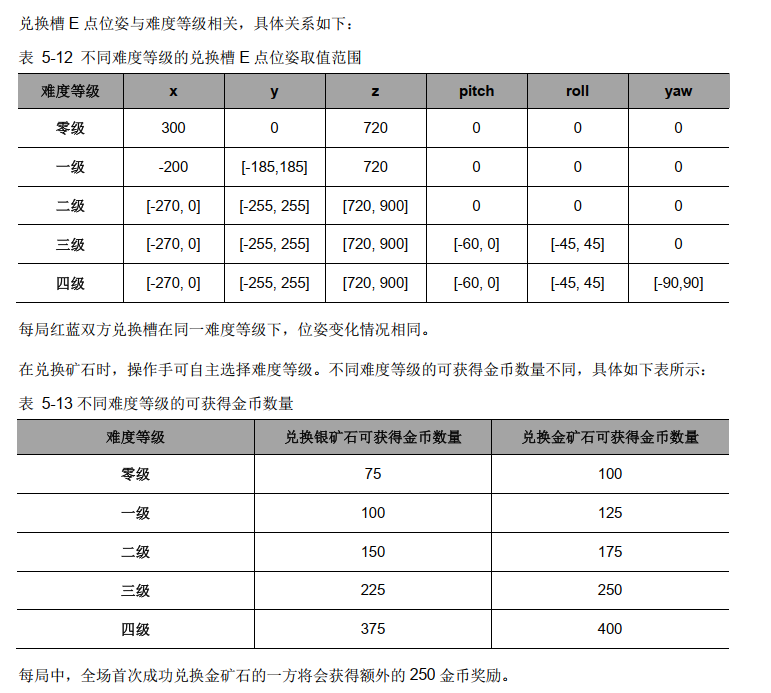 兑换槽 E 点位姿与难度等级相关，具体关系如下：
表 5-12 不同难度等级的兑换槽 E 点位姿取值范围
难度等级 x y z pitch roll yaw
零级 300 0 720 0 0 0
一级 -200 [-185,185] 720 0 0 0
二级 [-270, 0] [-255, 255] [720, 900] 0 0 0
三级 [-270, 0] [-255, 255] [720, 900] [-60, 0] [-45, 45] 0
四级 [-270, 0] [-255, 255] [720, 900] [-60, 0] [-45, 45] [-90,90]
每局红蓝双方兑换槽在同一难度等级下，位姿变化情况相同。
在兑换矿石时，操作手可自主选择难度等级。不同难度等级的可获得金币数量不同，具体如下表所示：
表 5-13 不同难度等级的可获得金币数量
难度等级 兑换银矿石可获得金币数量 兑换金矿石可获得金币数量
零级 75 100
一级 100 125
二级 150 175
三级 225 250
四级 375 400
每局中，全场首次成功兑换金矿石的一方将会获得额外的 250 金币奖励。